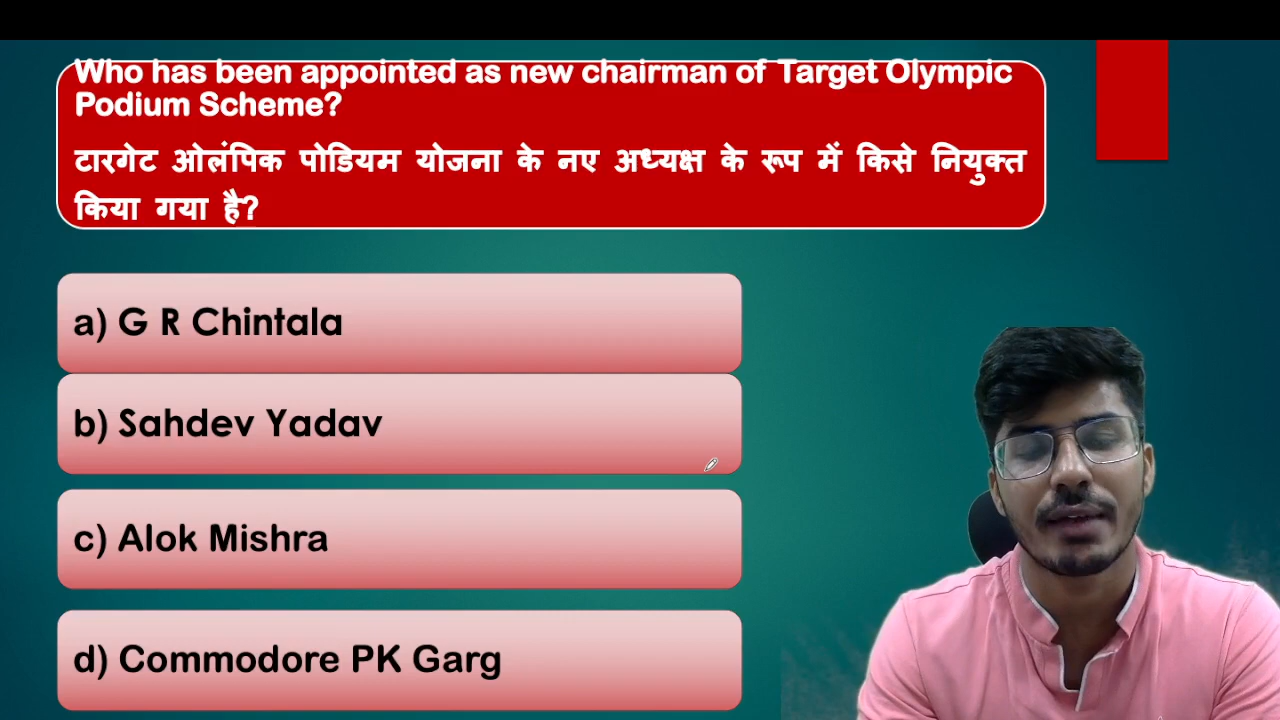 Who has been appointed as new chairman of Target Olympic
Podium Scheme?
टारगेट ओलंपिक पोडियम योजना के नए अध्यक्ष के रूप में किसे नियुक्त
किया गया है?
a) G R Chintala
b) Sahdev Yadav
c) Alok Mishra
d) Commodore PK Garg